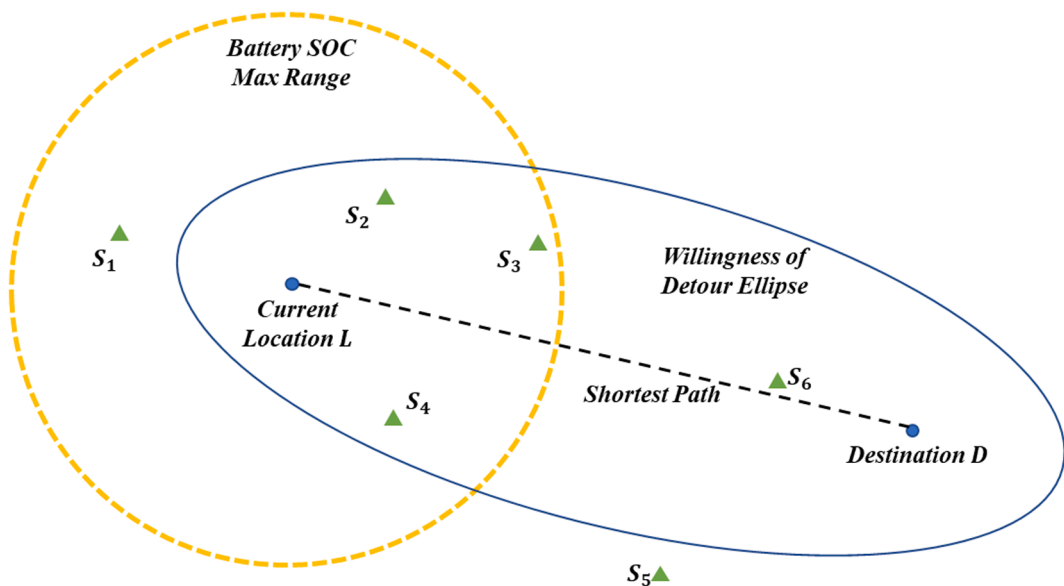 Battery SOC
Max Range
S₂
S₁
S₃
Willingness of
Detour Ellipse
Current
Location L
S₆
Shortest Path
S₄
Destination D
S₅